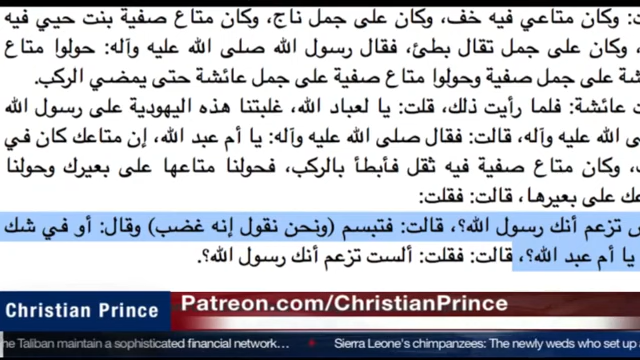 ت: وكان متاعي فيه خف، وكان على جمل ناج، وكان متاع صفية بنت حيي فيه
، وكان على جمل ثقال بطئ، فقال رسول الله صلى الله عليه وآله: حولوا متاع
شة على جمل صفية وحولوا متاع صفية على جمل عائشة حتى يمضي الركب.
ت عائشة: فلما رأيت ذلك، قلت: يا لعباد الله، غلبتنا هذه اليهودية على رسول الله
ى الله عليه وآله، قالت: فقال صلى الله عليه وآله: يا أم عبد الله، إن متاعك كان في
، وكان متاع صفية فيه ثقل فأبطأ بالركب، فحولنا متاعها على بعيرك وحولنا
عك على بعيرها، قالت: فقلت:
تزعم أنك رسول الله؟، قالت: فتبسم (ونحن نقول إنه غضب) وقال: أو في شك
يا أم عبد الله؟، قالت: فقلت: ألست تزعم أنك رسول الله؟.
Christian Prince
Patreon.com/ChristianPrince
he Taliban maintain a sophisticated financial network... Sierra Leone's chimpanzees: The newly weds who set up